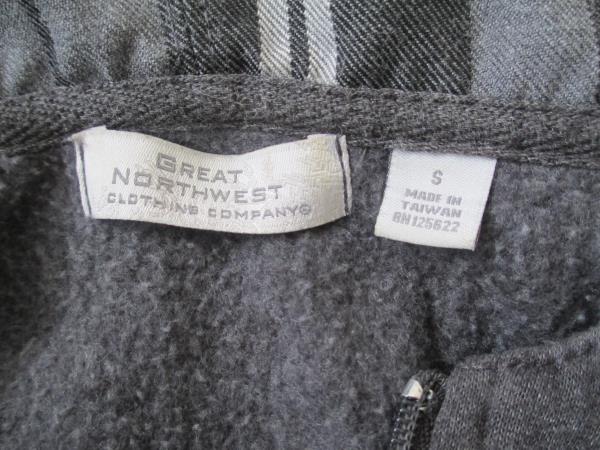 GREAT
NORTHWEST
CLOTHING COMPANY®
S
MADE IN
TAIWAN
RN125622